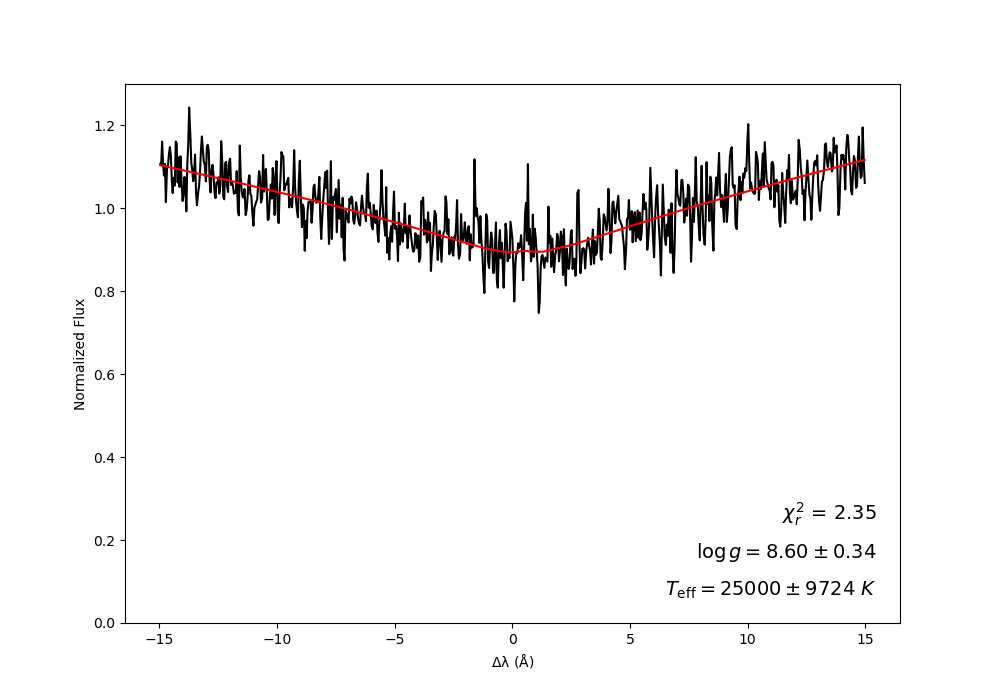 1.2
1.0
0.8
0.6
0.4
0.2
0.0
Normalized Flux
χ²ᵣ = 2.35
log g = 8.60 ± 0.34
T_eff = 25000 ± 9724 K
−15 −10 −5 0 5 10 15
Δλ (Å)